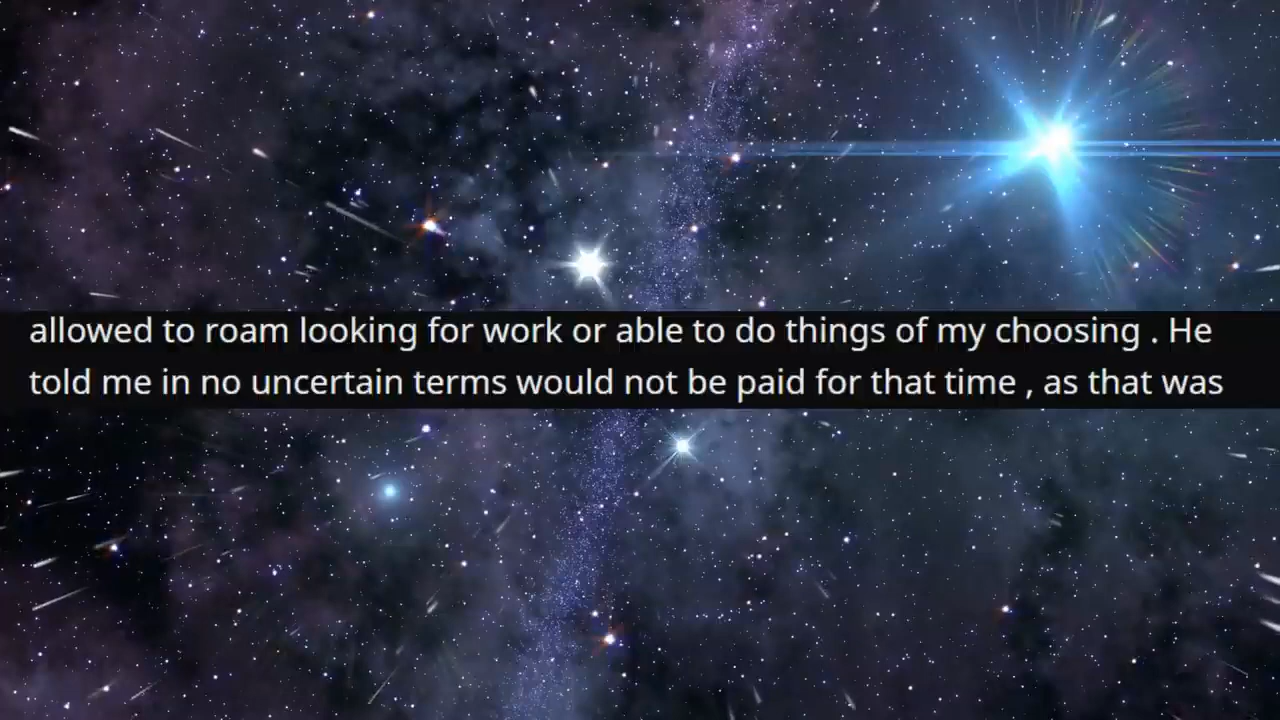 allowed to roam looking for work or able to do things of my choosing . He
told me in no uncertain terms would not be paid for that time , as that was